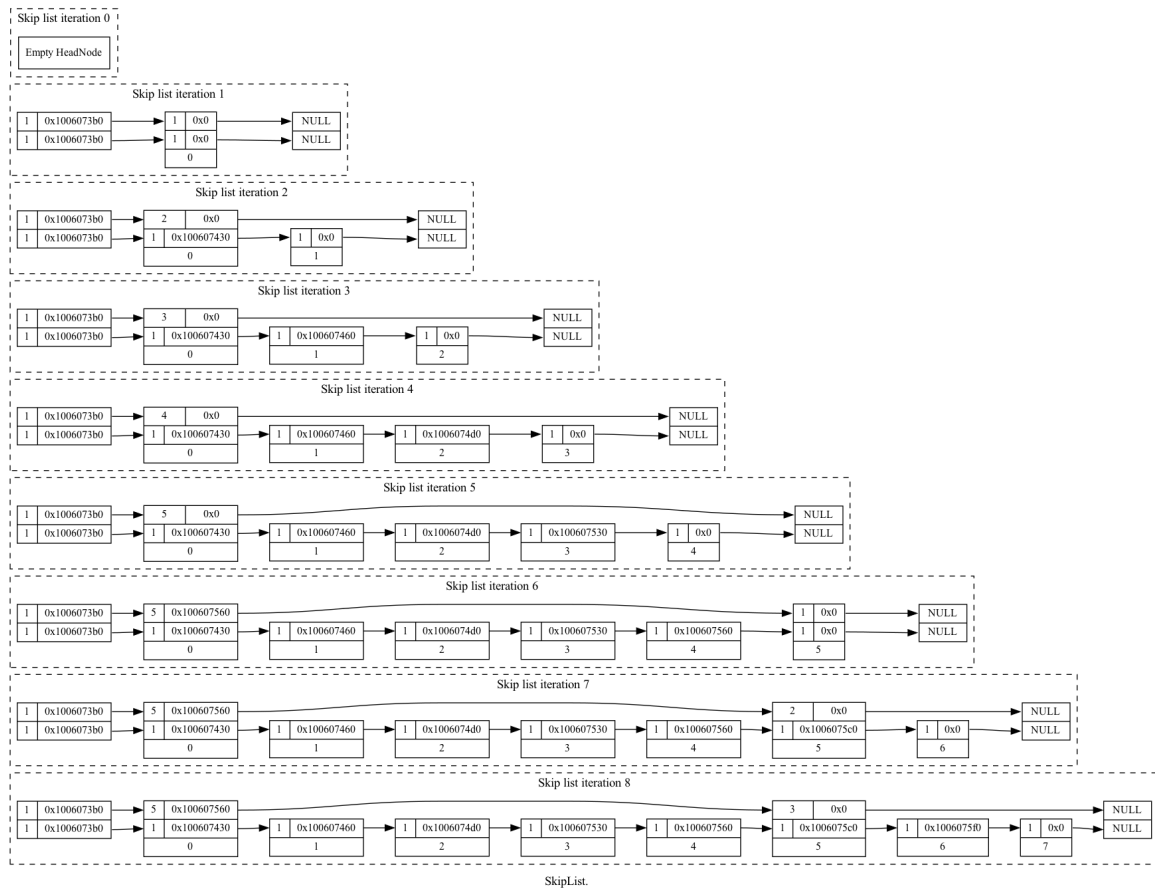 Skip list iteration 0
Empty HeadNode
Skip list iteration 1
1 0x1006073b0 1 0x0 NULL
1 0x1006073b0 1 0x0 NULL
0
Skip list iteration 2
1 0x1006073b0 2 0x0 NULL
1 0x1006073b0 1 0x100607430 1 0x0 NULL
0 1
Skip list iteration 3
1 0x1006073b0 3 0x0 NULL
1 0x1006073b0 1 0x100607430 1 0x100607460 1 0x0 NULL
0 1 2
Skip list iteration 4
1 0x1006073b0 4 0x0 NULL
1 0x1006073b0 1 0x100607430 1 0x100607460 1 0x1006074d0 1 0x0 NULL
0 1 2 3
Skip list iteration 5
1 0x1006073b0 5 0x0 NULL
1 0x1006073b0 1 0x100607430 1 0x100607460 1 0x1006074d0 1 0x100607530 1 0x0 NULL
0 1 2 3 4
Skip list iteration 6
1 0x1006073b0 5 0x100607560 1 0x0 NULL
1 0x1006073b0 1 0x100607430 1 0x100607460 1 0x1006074d0 1 0x100607530 1 0x100607560 1 0x0 NULL
0 1 2 3 4 5
Skip list iteration 7
1 0x1006073b0 5 0x100607560 2 0x0 NULL
1 0x1006073b0 1 0x100607430 1 0x100607460 1 0x1006074d0 1 0x100607530 1 0x100607560 1 0x1006075c0 1 0x0 NULL
0 1 2 3 4 5 6
Skip list iteration 8
1 0x1006073b0 5 0x100607560 3 0x0 NULL
1 0x1006073b0 1 0x100607430 1 0x100607460 1 0x1006074d0 1 0x100607530 1 0x100607560 1 0x1006075c0 1 0x1006075f0 1 0x0 NULL
0 1 2 3 4 5 6 7
SkipList.